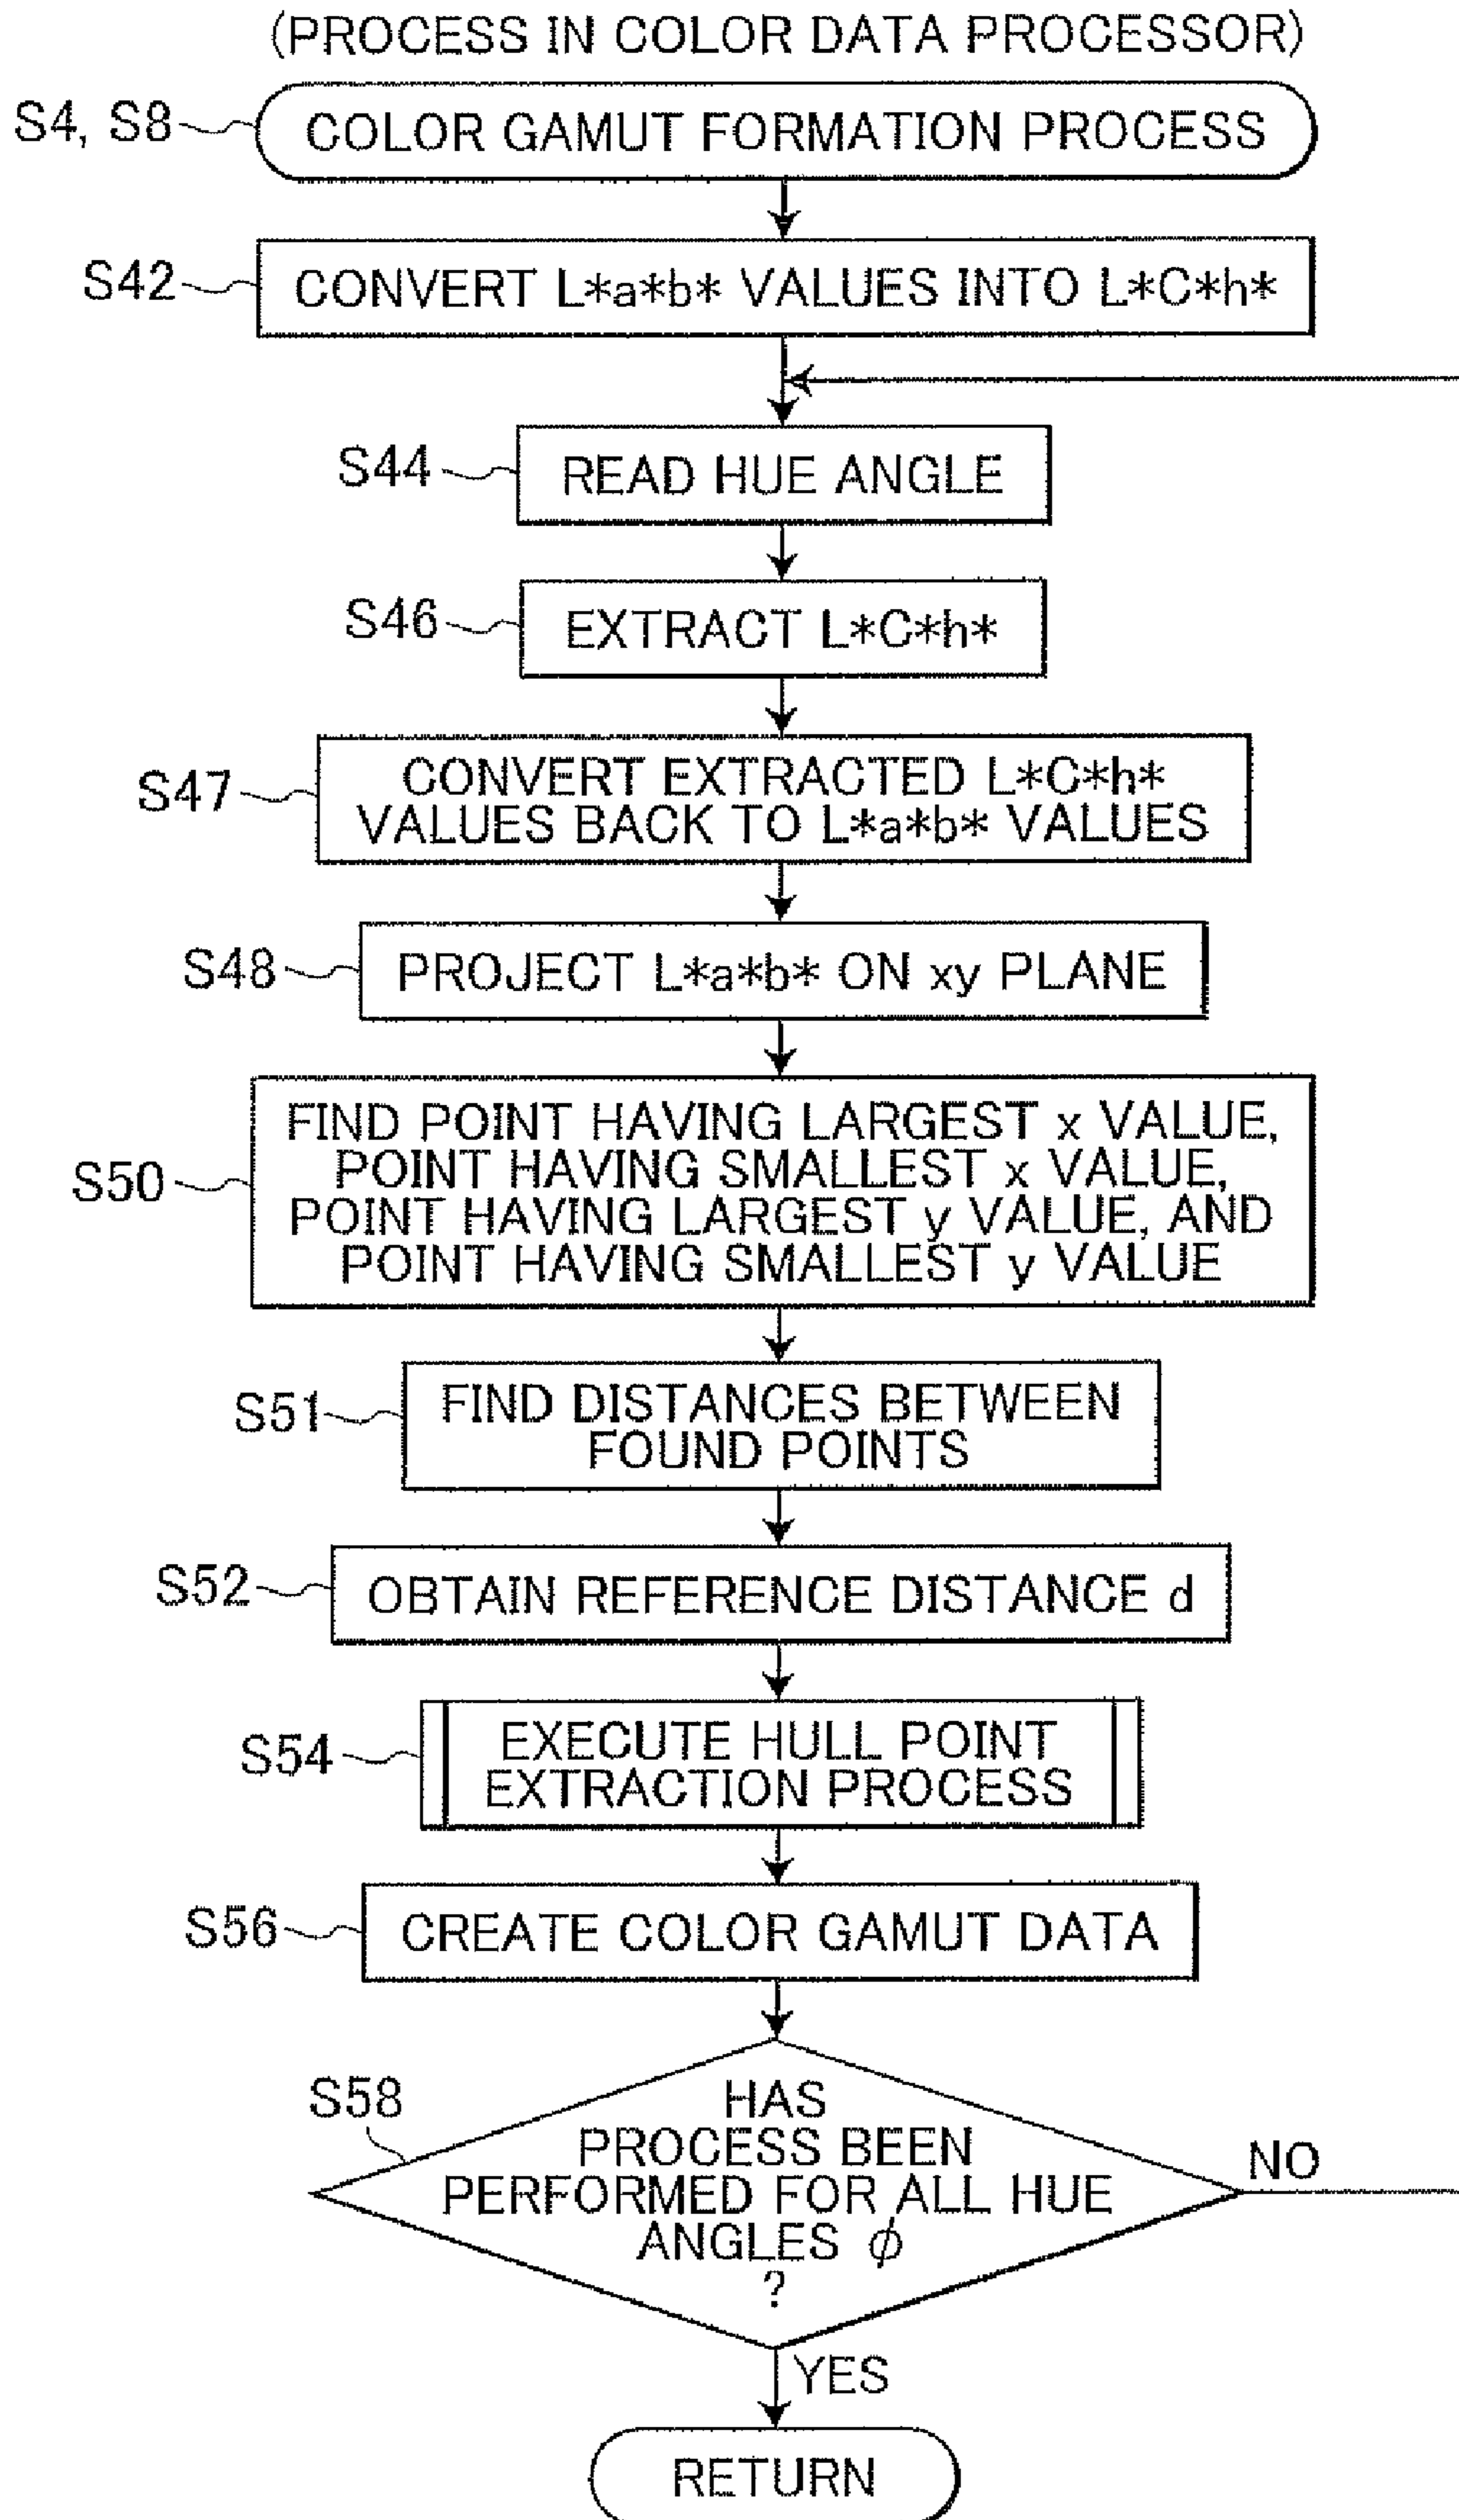 (PROCESS IN COLOR DATA PROCESSOR)
S4, S8
COLOR GAMUT FORMATION PROCESS
S42
CONVERT L*a*b* VALUES INTO L*C*h*
S44
READ HUE ANGLE
S46
EXTRACT L*C*h*
S47
CONVERT EXTRACTED L*C*h*
VALUES BACK TO L*a*b* VALUES
S48
PROJECT L*a*b* ON xy PLANE
S50
FIND POINT HAVING LARGEST x VALUE,
POINT HAVING SMALLEST x VALUE,
POINT HAVING LARGEST y VALUE, AND
POINT HAVING SMALLEST y VALUE
S51
FIND DISTANCES BETWEEN
FOUND POINTS
S52
OBTAIN REFERENCE DISTANCE d
S54
EXECUTE HULL POINT
EXTRACTION PROCESS
S56
CREATE COLOR GAMUT DATA
S58
HAS
PROCESS BEEN
PERFORMED FOR ALL HUE
ANGLES ϕ
?
NO
YES
RETURN